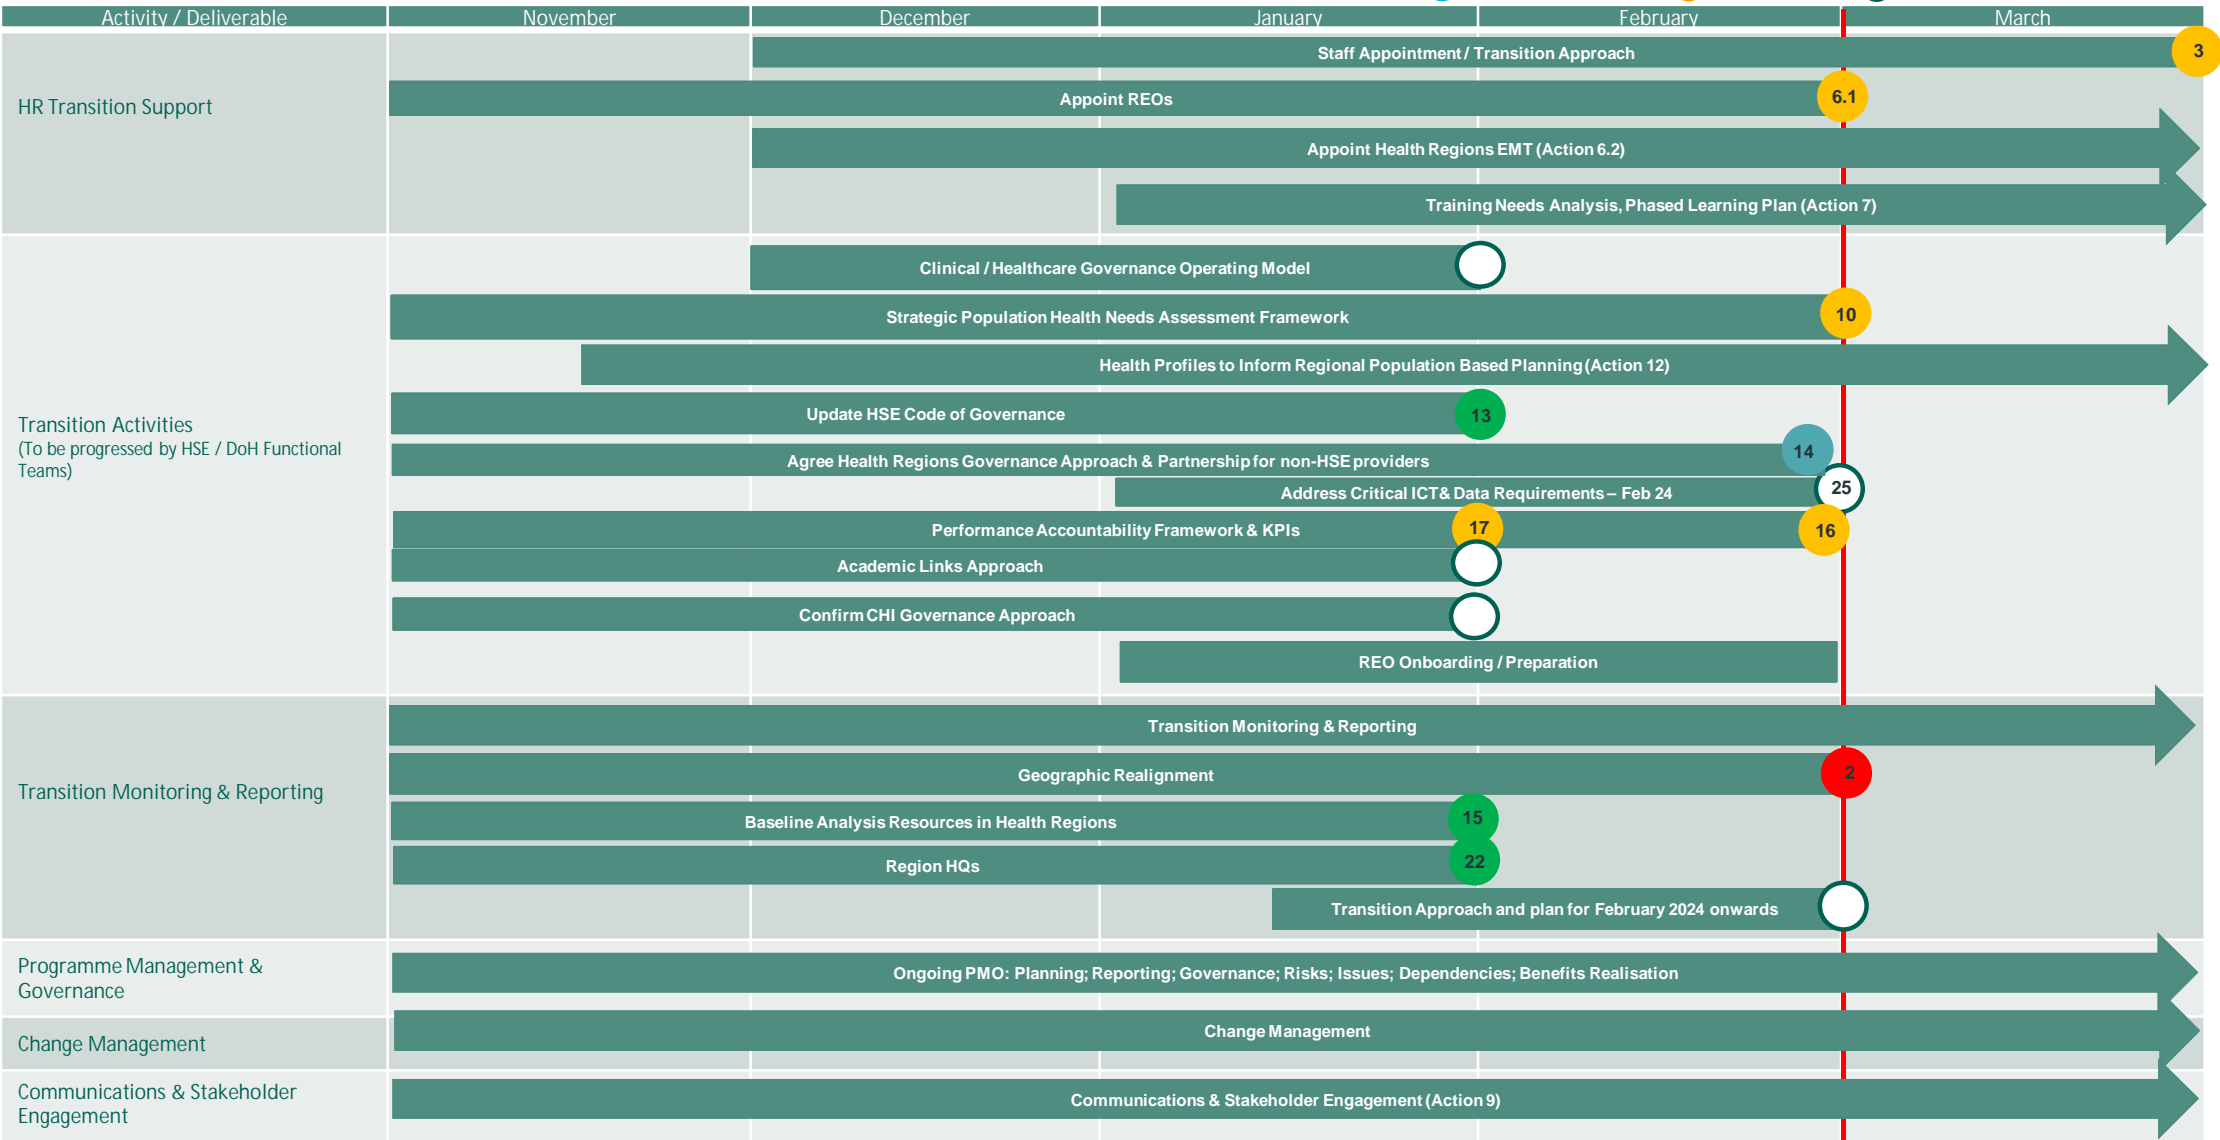 Activity / Deliverable
November
December
January
February
March
HR Transition Support
Staff Appointment / Transition Approach
3
Appoint REOs
6.1
Appoint Health Regions EMT (Action 6.2)
Training Needs Analysis, Phased Learning Plan (Action 7)
Transition Activities
(To be progressed by HSE / DoH Functional
Teams)
Clinical / Healthcare Governance Operating Model
Strategic Population Health Needs Assessment Framework
10
Health Profiles to Inform Regional Population Based Planning (Action 12)
Update HSE Code of Governance
13
Agree Health Regions Governance Approach & Partnership for non-HSE providers
14
Address Critical ICT & Data Requirements – Feb 24
25
Performance Accountability Framework & KPIs
17
16
Academic Links Approach
Confirm CHI Governance Approach
REO Onboarding / Preparation
Transition Monitoring & Reporting
Transition Monitoring & Reporting
Geographic Realignment
2
Baseline Analysis Resources in Health Regions
15
Region HQs
22
Transition Approach and plan for February 2024 onwards
Programme Management &
Governance
Ongoing PMO: Planning; Reporting; Governance; Risks; Issues; Dependencies; Benefits Realisation
Change Management
Change Management
Communications & Stakeholder
Engagement
Communications & Stakeholder Engagement (Action 9)